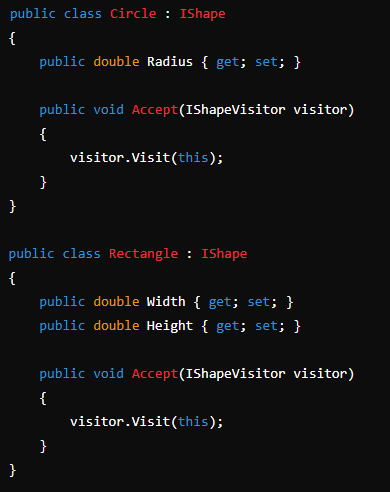 public class Circle : IShape
{
    public double Radius { get; set; }

    public void Accept(IShapeVisitor visitor)
    {
        visitor.Visit(this);
    }
}

public class Rectangle : IShape
{
    public double Width { get; set; }
    public double Height { get; set; }

    public void Accept(IShapeVisitor visitor)
    {
        visitor.Visit(this);
    }
}